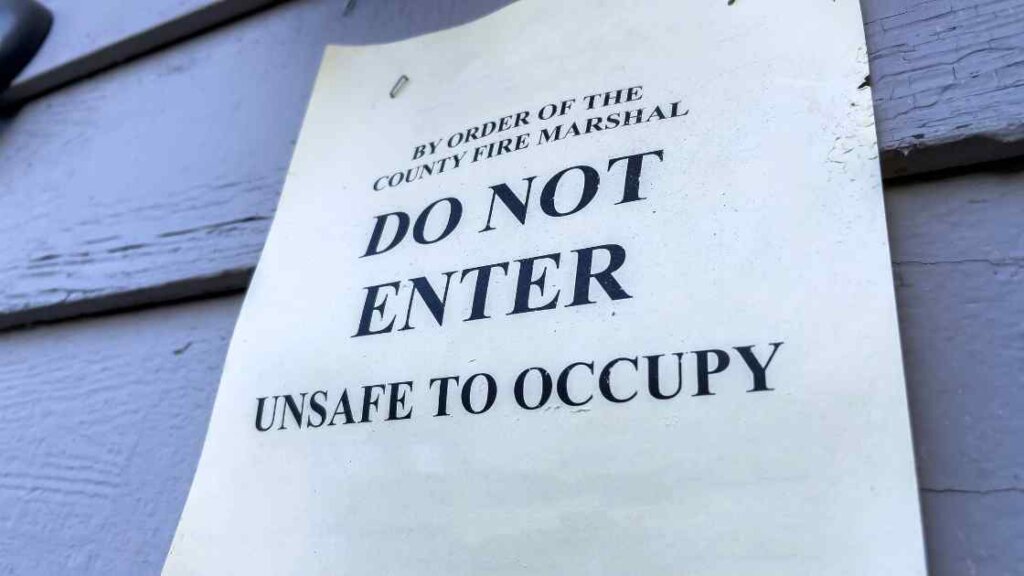 BY ORDER OF THE
COUNTY FIRE MARSHAL
DO NOT
ENTER
UNSAFE TO OCCUPY